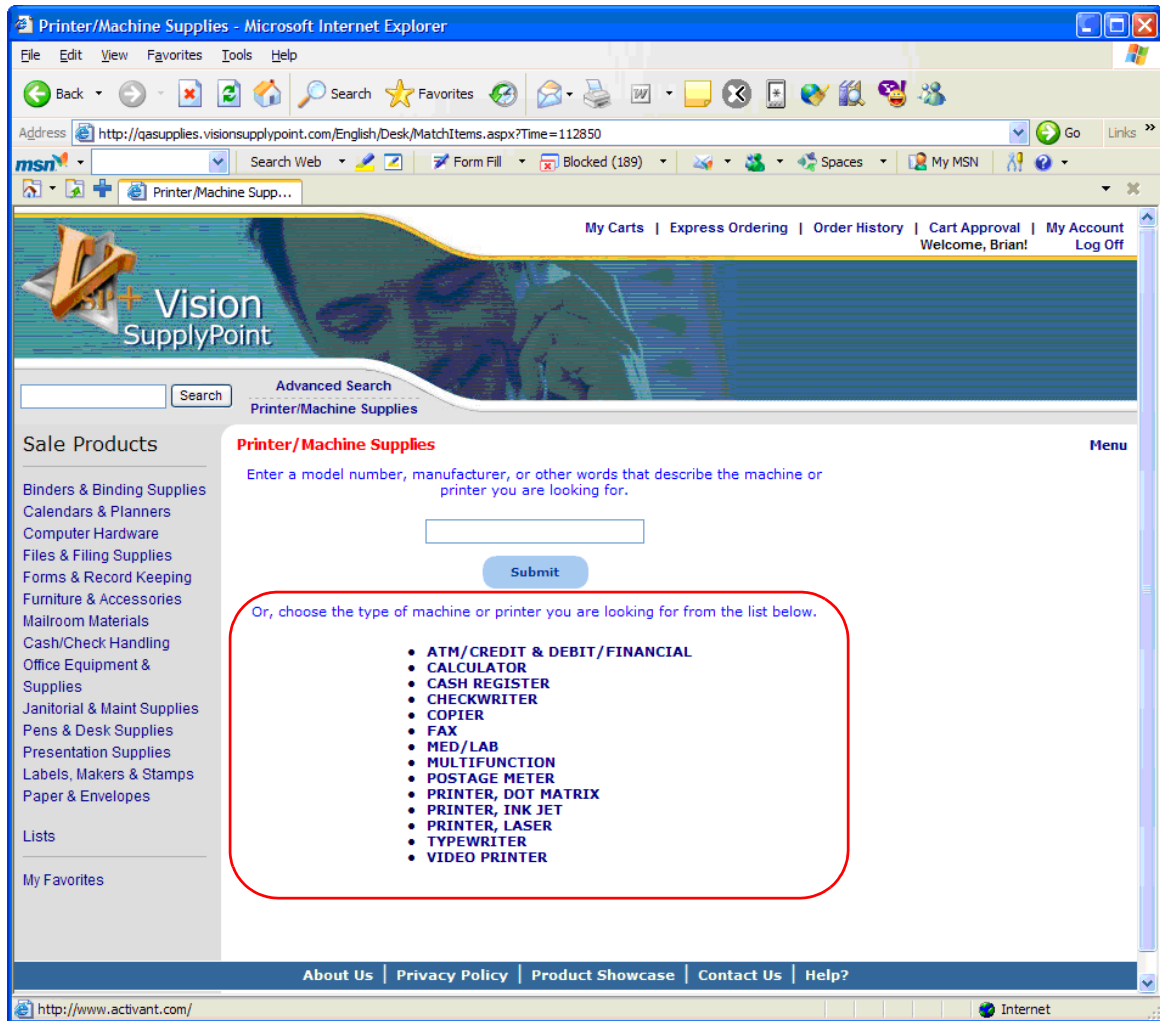 Printer/Machine Supplies - Microsoft Internet Explorer
File Edit View Favorites Tools Help
Back Search Favorites
Address http://qasupplies.visionsupplypoint.com/English/Desk/MatchItems.aspx?Time=112850 Go Links »
msn Search Web Form Fill Blocked (189) Spaces My MSN
Printer/Machine Supp...
My Carts | Express Ordering | Order History | Cart Approval | My Account
Welcome, Brian! Log Off
VSP+ Vision
SupplyPoint
Search Advanced Search
Printer/Machine Supplies
Sale Products
Binders & Binding Supplies
Calendars & Planners
Computer Hardware
Files & Filing Supplies
Forms & Record Keeping
Furniture & Accessories
Mailroom Materials
Cash/Check Handling
Office Equipment &
Supplies
Janitorial & Maint Supplies
Pens & Desk Supplies
Presentation Supplies
Labels, Makers & Stamps
Paper & Envelopes
Lists
My Favorites
Printer/Machine Supplies Menu
Enter a model number, manufacturer, or other words that describe the machine or
printer you are looking for.
Submit
Or, choose the type of machine or printer you are looking for from the list below.
• ATM/CREDIT & DEBIT/FINANCIAL
• CALCULATOR
• CASH REGISTER
• CHECKWRITER
• COPIER
• FAX
• MED/LAB
• MULTIFUNCTION
• POSTAGE METER
• PRINTER, DOT MATRIX
• PRINTER, INK JET
• PRINTER, LASER
• TYPEWRITER
• VIDEO PRINTER
About Us | Privacy Policy | Product Showcase | Contact Us | Help?
http://www.activant.com/ Internet